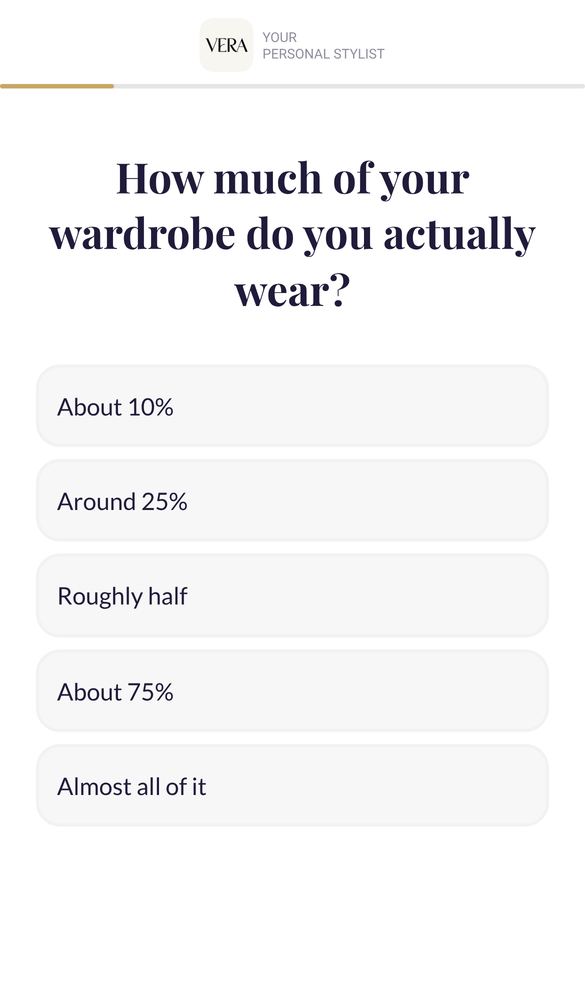 VERA
YOUR
PERSONAL STYLIST
How much of your
wardrobe do you actually
wear?
About 10%
Around 25%
Roughly half
About 75%
Almost all of it